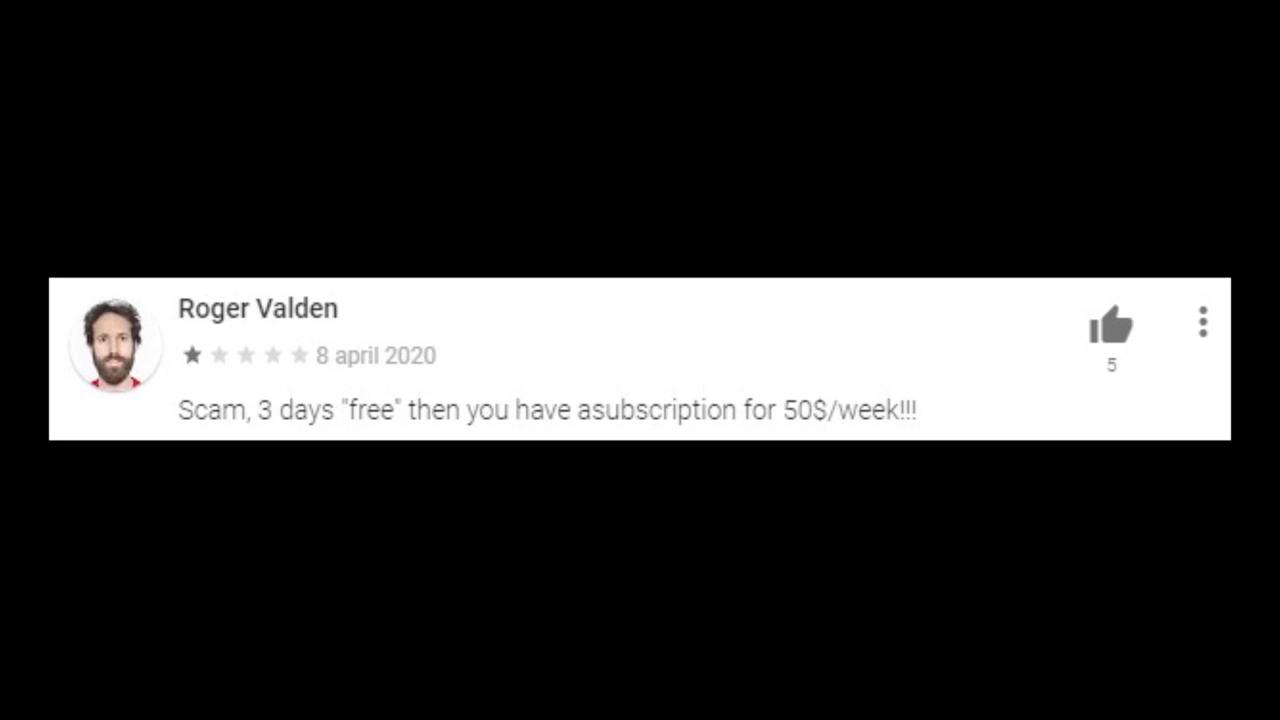 Roger Valden
8 april 2020
5
Scam, 3 days "free" then you have asubscription for 50$/week!!!